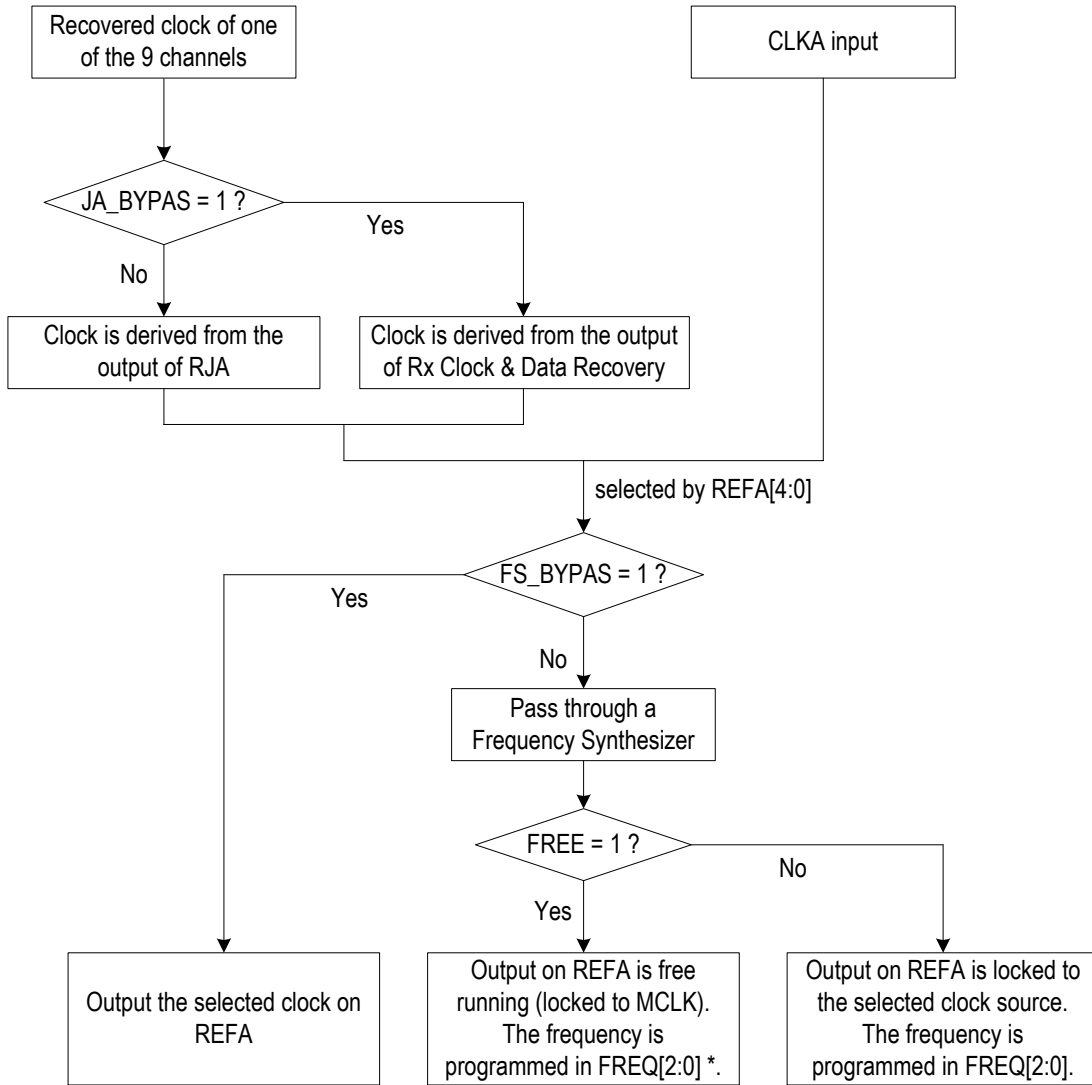 Recovered clock of one
of the 9 channels
CLKA input
JA_BYPAS = 1 ?
Yes
No
Clock is derived from the
output of RJA
Clock is derived from the output
of Rx Clock & Data Recovery
selected by REFA[4:0]
FS_BYPAS = 1 ?
Yes
No
Pass through a
Frequency Synthesizer
FREE = 1 ?
No
Yes
Output the selected clock on
REFA
Output on REFA is free
running (locked to MCLK).
The frequency is
programmed in FREQ[2:0] *.
Output on REFA is locked to
the selected clock source.
The frequency is
programmed in FREQ[2:0].